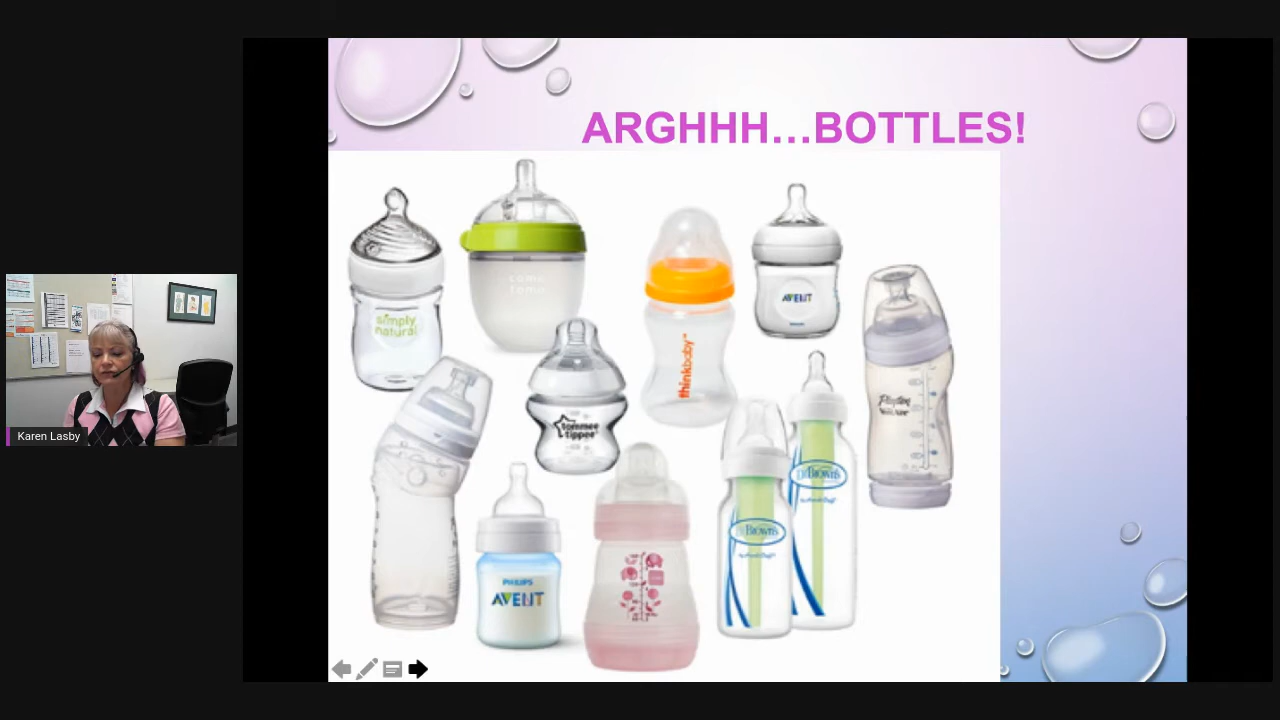 ARGHHH...BOTTLES!
simply
natural
como
tomo
thinkbaby
AVENT
tommee
tippee
Playtex
PHILIPS
AVENT
Dr Brown's
Dr Brown's
Karen Lasby